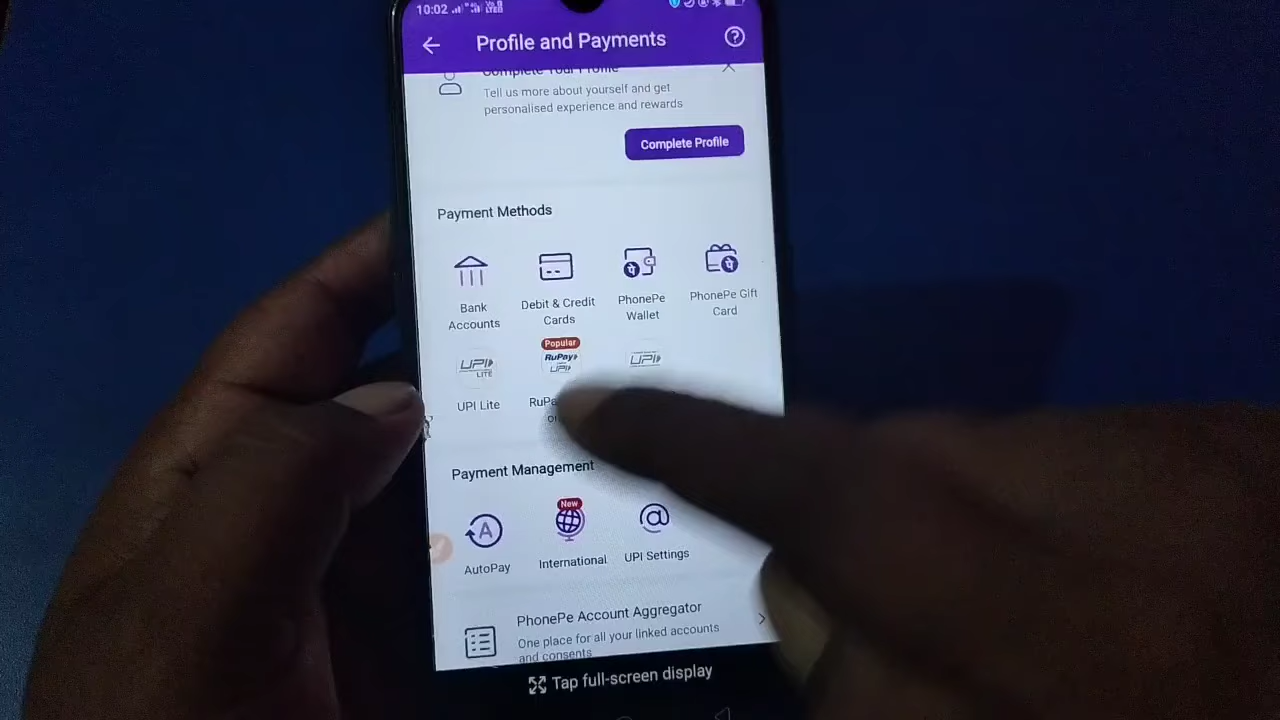 10:02
Profile and Payments
Complete Your Profile
Tell us more about yourself and get
personalised experience and rewards
Complete Profile
Payment Methods
Bank
Accounts
Debit & Credit
Cards
PhonePe
Wallet
PhonePe Gift
Card
UPI
LITE
UPI Lite
Popular
RuPay
UPI
UPI
Payment Management
A
AutoPay
New
International
@
UPI Settings
PhonePe Account Aggregator
One place for all your linked accounts
and consents
Tap full-screen display